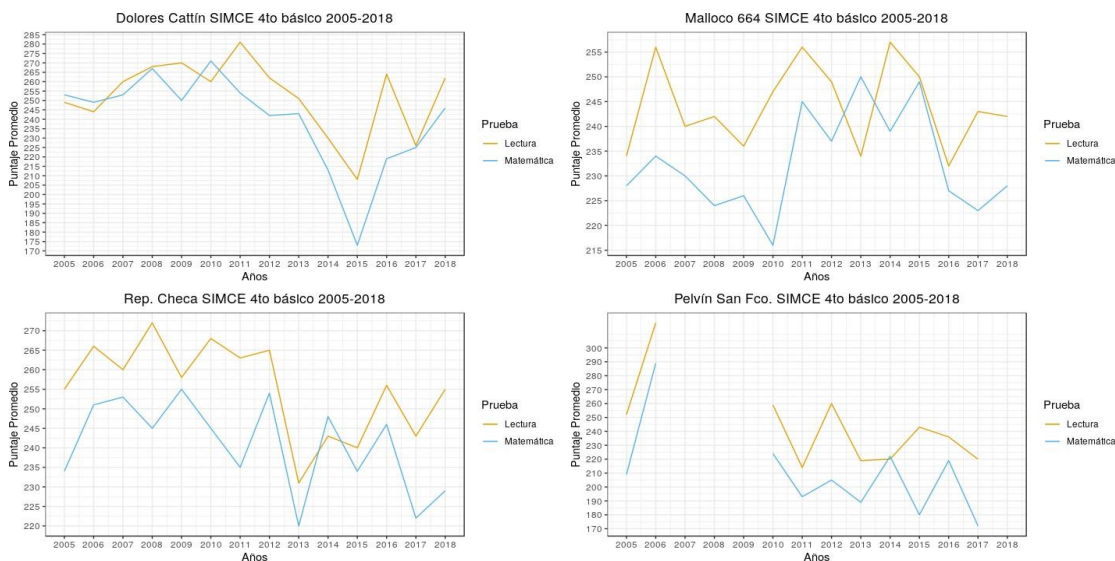 Dolores Cattín SIMCE 4to básico 2005-2018
Puntaje Promedio
285
280
275
270
265
260
255
250
245
240
235
230
225
220
215
210
205
200
195
190
185
180
175
170
2005 2006 2007 2008 2009 2010 2011 2012 2013 2014 2015 2016 2017 2018
Años
Prueba
Lectura
Matemática
Malloco 664 SIMCE 4to básico 2005-2018
Puntaje Promedio
255
250
245
240
235
230
225
220
215
2005 2006 2007 2008 2009 2010 2011 2012 2013 2014 2015 2016 2017 2018
Años
Prueba
Lectura
Matemática
Rep. Checa SIMCE 4to básico 2005-2018
Puntaje Promedio
270
265
260
255
250
245
240
235
230
225
220
2005 2006 2007 2008 2009 2010 2011 2012 2013 2014 2015 2016 2017 2018
Años
Prueba
Lectura
Matemática
Pelvín San Fco. SIMCE 4to básico 2005-2018
Puntaje Promedio
300
290
280
270
260
250
240
230
220
210
200
190
180
170
2005 2006 2007 2008 2009 2010 2011 2012 2013 2014 2015 2016 2017 2018
Años
Prueba
Lectura
Matemática